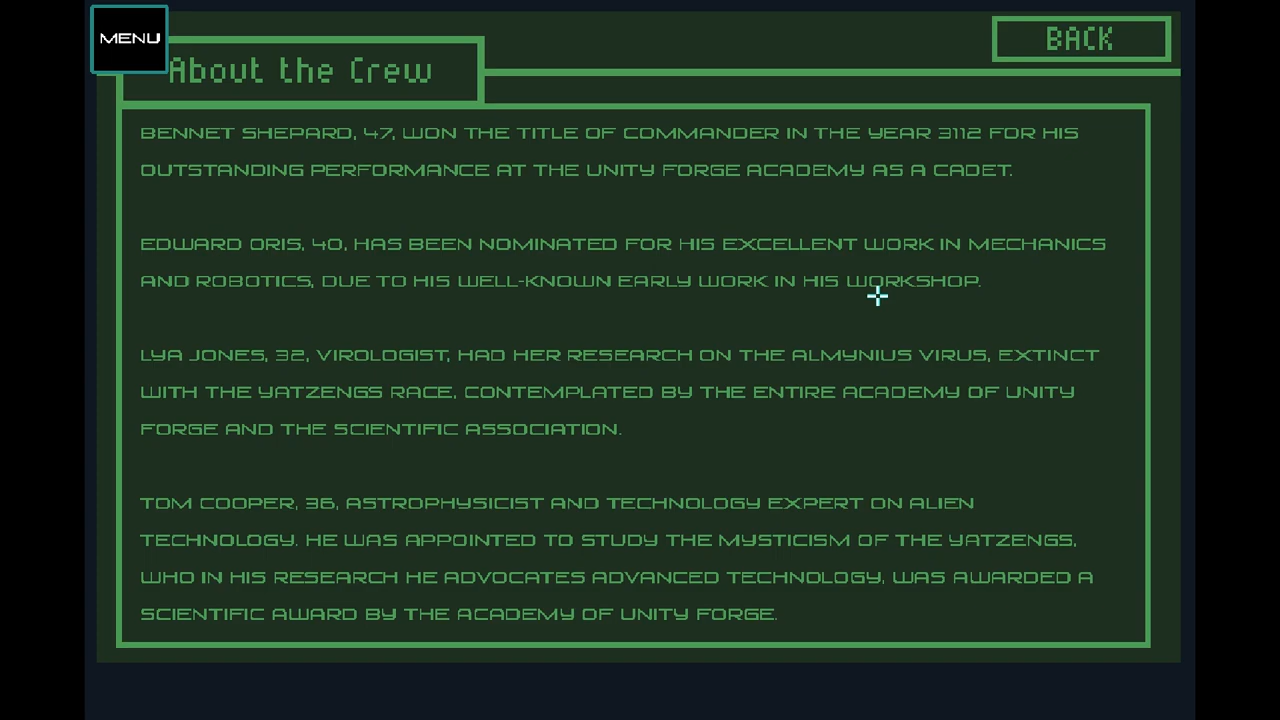 MENU
BACK
About the Crew
BENNET SHEPARD, 47, WON THE TITLE OF COMMANDER IN THE YEAR 3112 FOR HIS
OUTSTANDING PERFORMANCE AT THE UNITY FORGE ACADEMY AS A CADET.
EDWARD ORIS, 40, HAS BEEN NOMINATED FOR HIS EXCELLENT WORK IN MECHANICS
AND ROBOTICS, DUE TO HIS WELL-KNOWN EARLY WORK IN HIS WORKSHOP.
LYA JONES, 32, VIROLOGIST, HAD HER RESEARCH ON THE ALMYNIUS VIRUS, EXTINCT
WITH THE YATZENGS RACE, CONTEMPLATED BY THE ENTIRE ACADEMY OF UNITY
FORGE AND THE SCIENTIFIC ASSOCIATION.
TOM COOPER, 36, ASTROPHYSICIST AND TECHNOLOGY EXPERT ON ALIEN
TECHNOLOGY. HE WAS APPOINTED TO STUDY THE MYSTICISM OF THE YATZENGS,
WHO IN HIS RESEARCH HE ADVOCATES ADVANCED TECHNOLOGY, WAS AWARDED A
SCIENTIFIC AWARD BY THE ACADEMY OF UNITY FORGE.